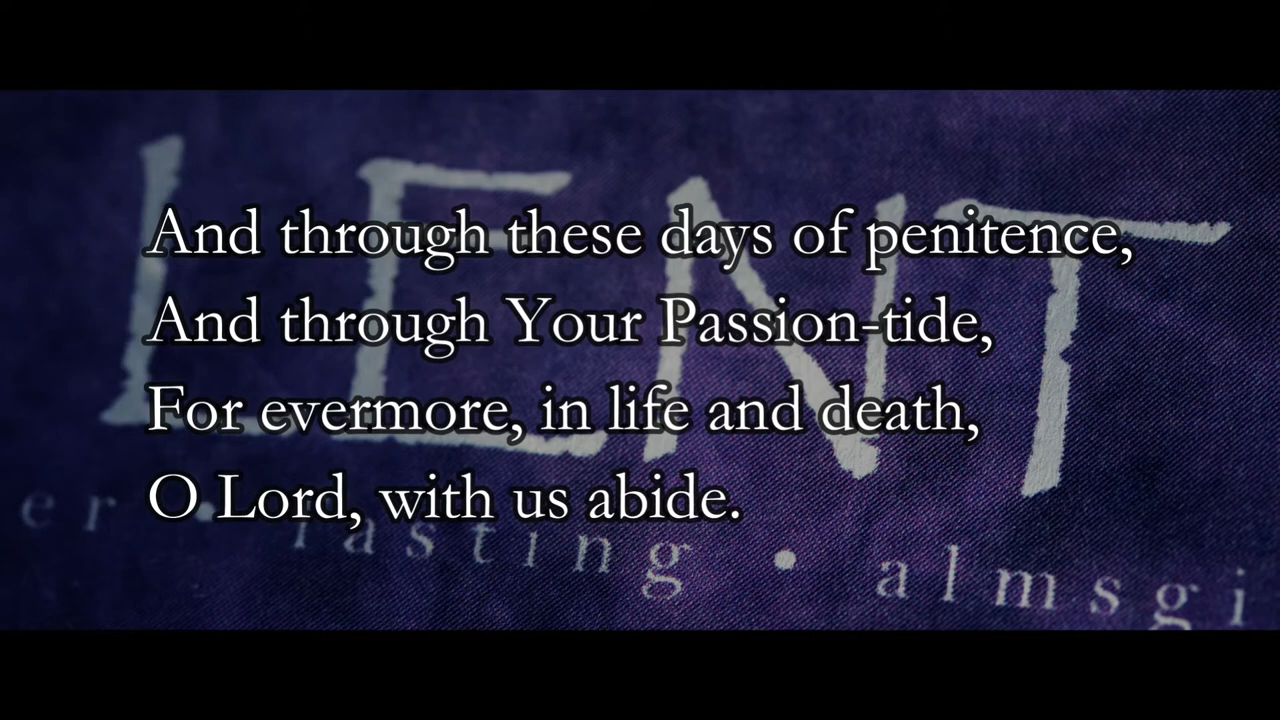 LENT
And through these days of penitence,
And through Your Passion-tide,
For evermore, in life and death,
O Lord, with us abide.
er • fasting • almsgi